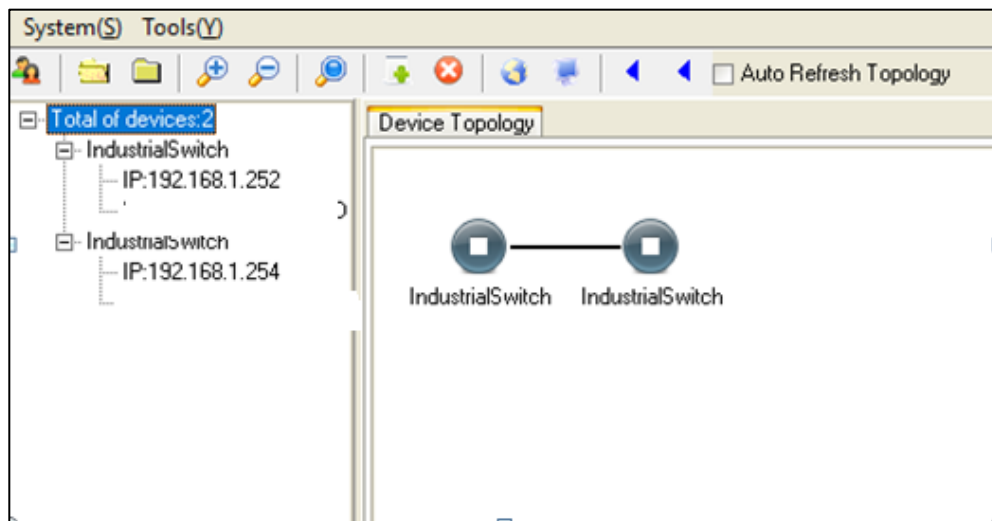 System(S) Tools(Y)
Auto Refresh Topology
Total of devices:2
IndustrialSwitch
IP:192.168.1.252
IndustrialSwitch
IP:192.168.1.254
Device Topology
IndustrialSwitch IndustrialSwitch